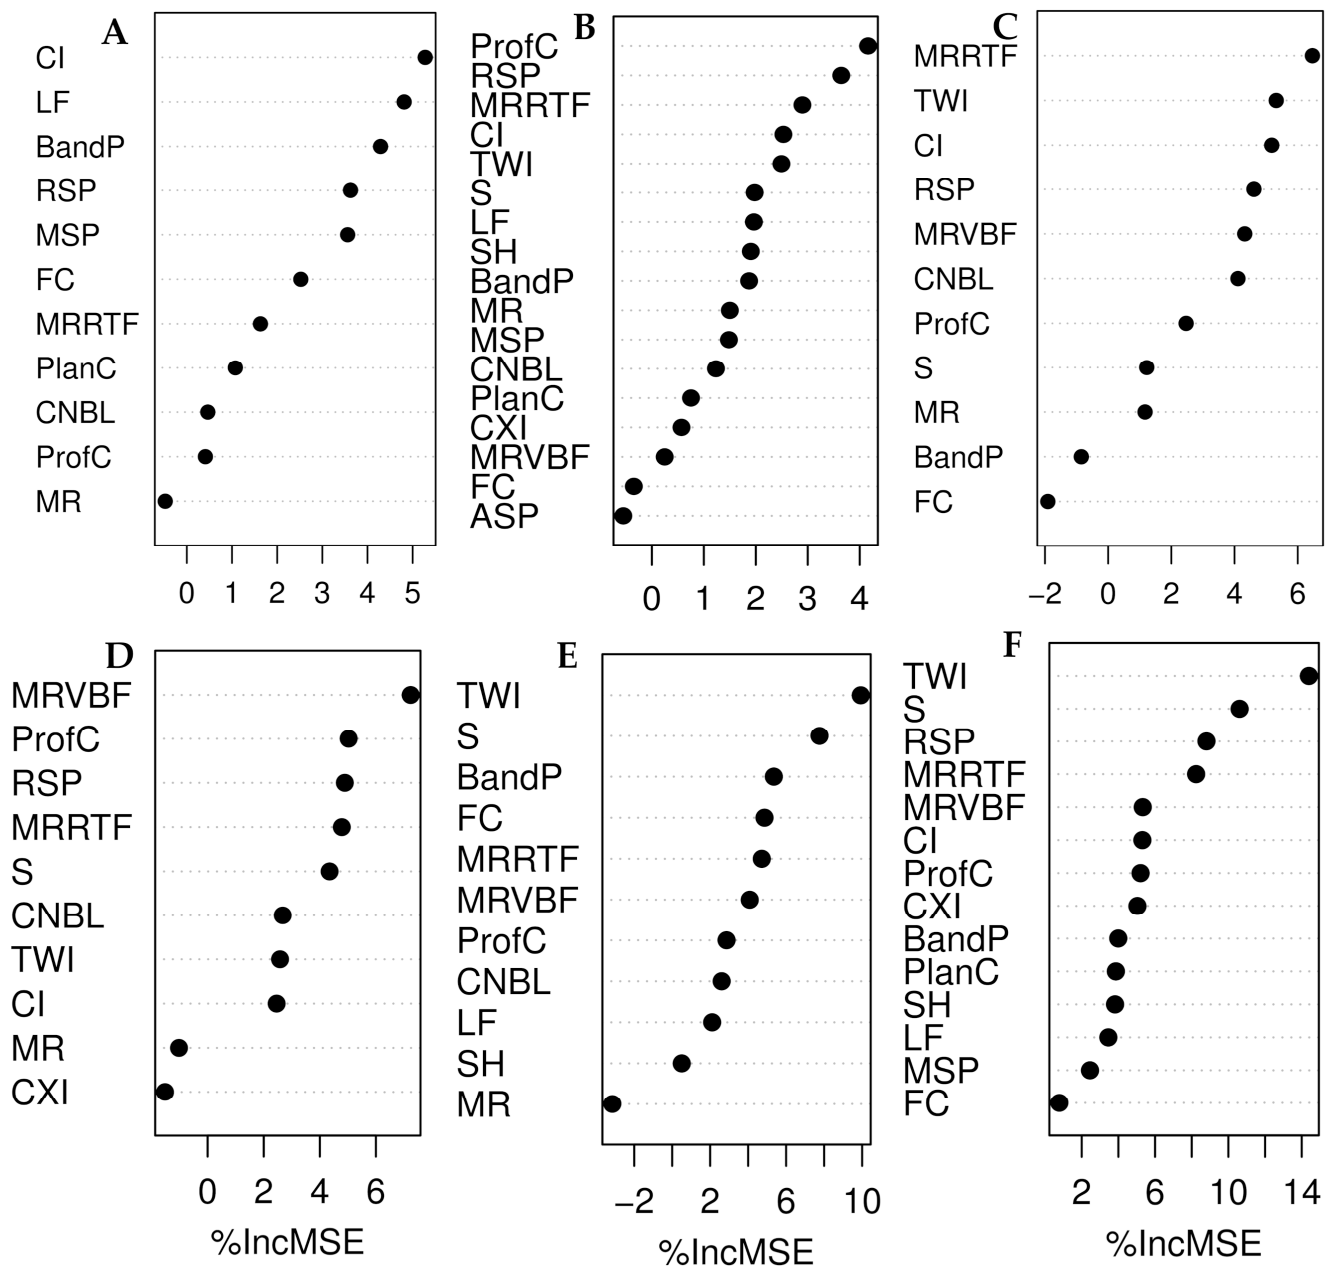 A
CI
LF
BandP
RSP
MSP
FC
MRRTF
PlanC
CNBL
ProfC
MR
0 1 2 3 4 5
B
ProfC
RSP
MRRTF
CI
TWI
S
LF
SH
BandP
MR
MSP
CNBL
PlanC
CXI
MRVBF
FC
ASP
0 1 2 3 4
C
MRRTF
TWI
CI
RSP
MRVBF
CNBL
ProfC
S
MR
BandP
FC
−2 0 2 4 6
D
MRVBF
ProfC
RSP
MRRTF
S
CNBL
TWI
CI
MR
CXI
0 2 4 6
%IncMSE
E
TWI
S
BandP
FC
MRRTF
MRVBF
ProfC
CNBL
LF
SH
MR
−2 2 6 10
%IncMSE
F
TWI
S
RSP
MRRTF
MRVBF
CI
ProfC
CXI
BandP
PlanC
SH
LF
MSP
FC
2 6 10 14
%IncMSE